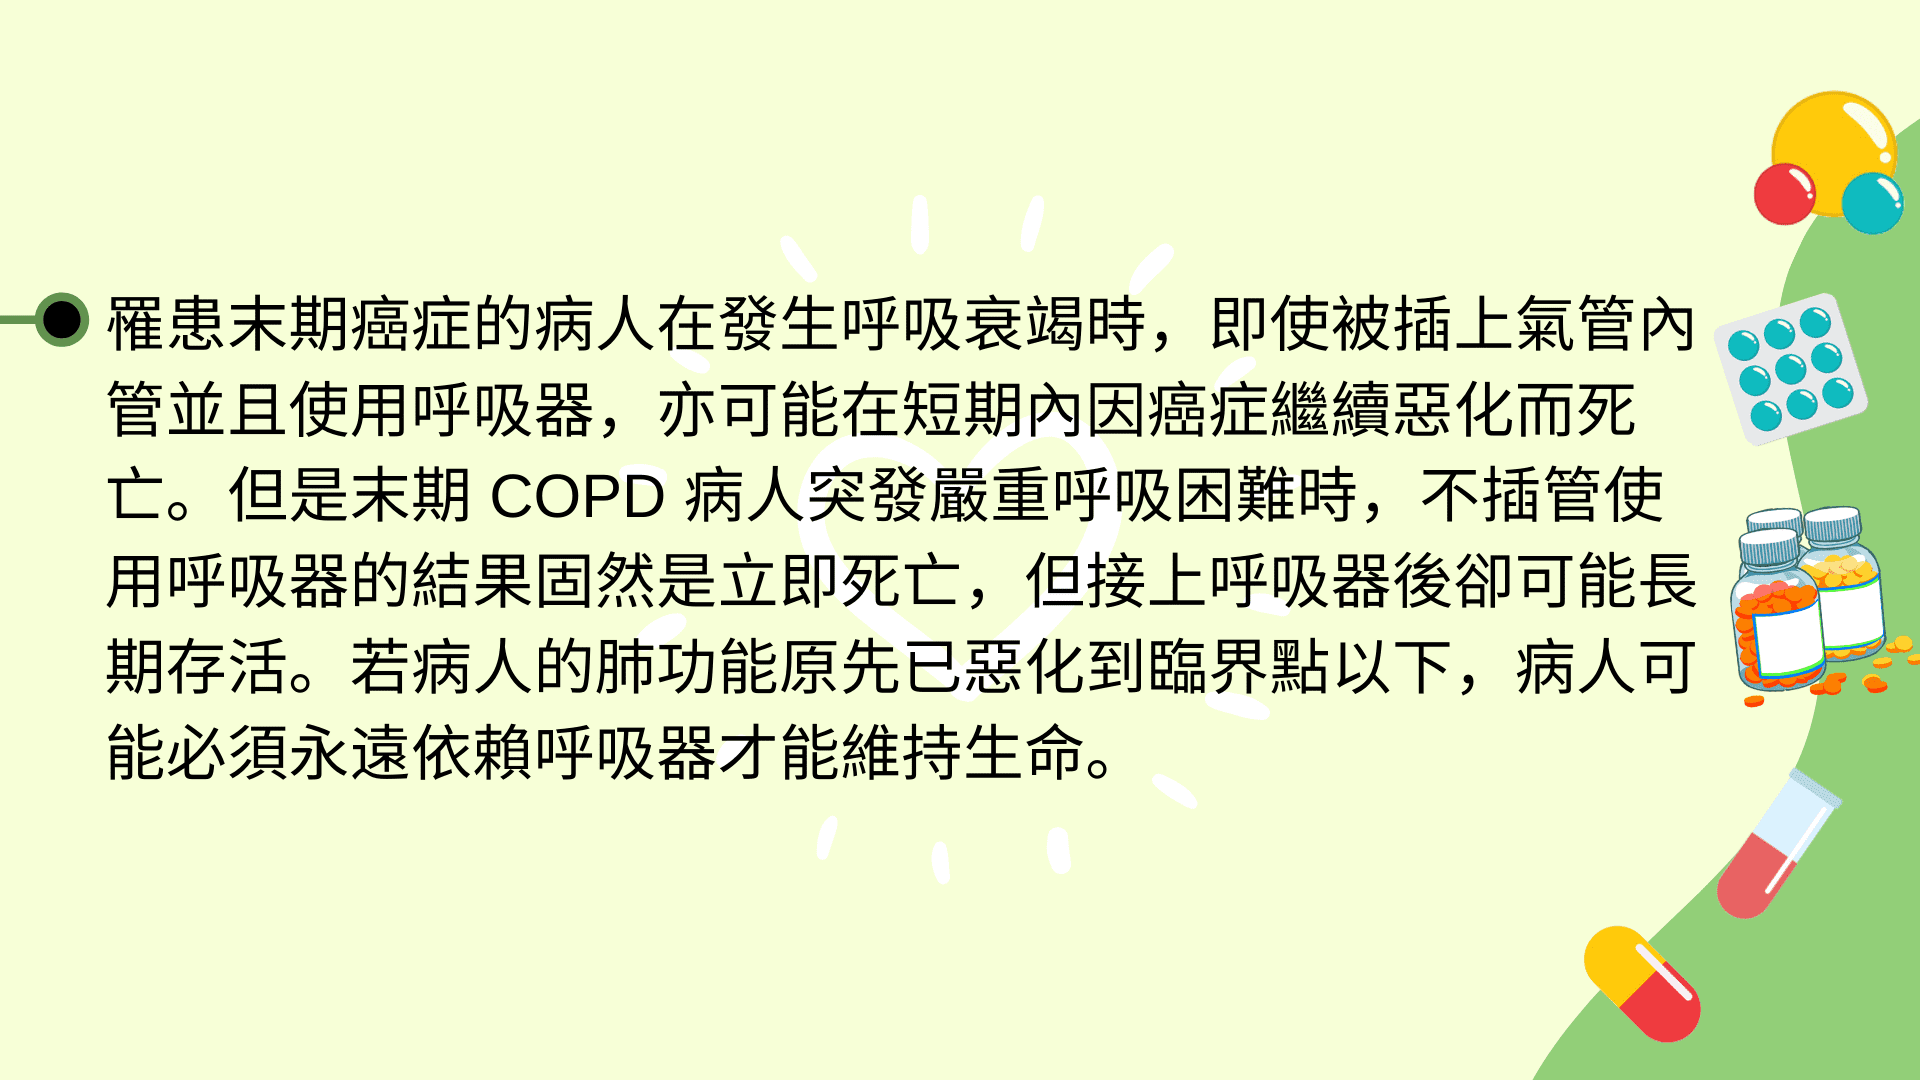 罹患末期癌症的病人在發生呼吸衰竭時，即使被插上氣管內
管並且使用呼吸器，亦可能在短期內因癌症繼續惡化而死
亡。但是末期 COPD 病人突發嚴重呼吸困難時，不插管使
用呼吸器的結果固然是立即死亡，但接上呼吸器後卻可能長
期存活。若病人的肺功能原先已惡化到臨界點以下，病人可
能必須永遠依賴呼吸器才能維持生命。